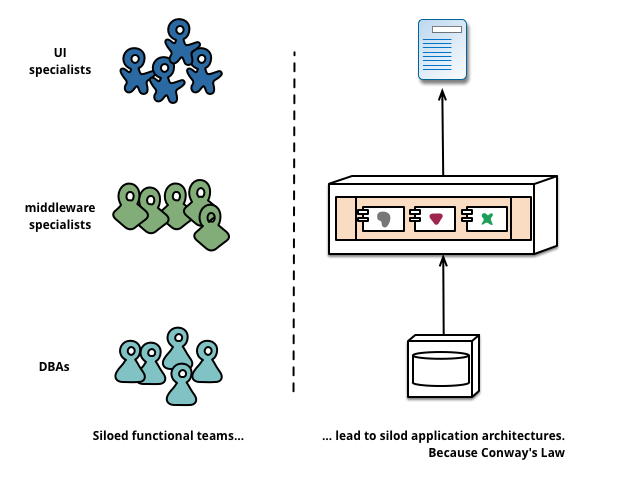 UI
specialists
middleware
specialists
DBAs
Siloed functional teams...
... lead to silod application architectures.
Because Conway's Law